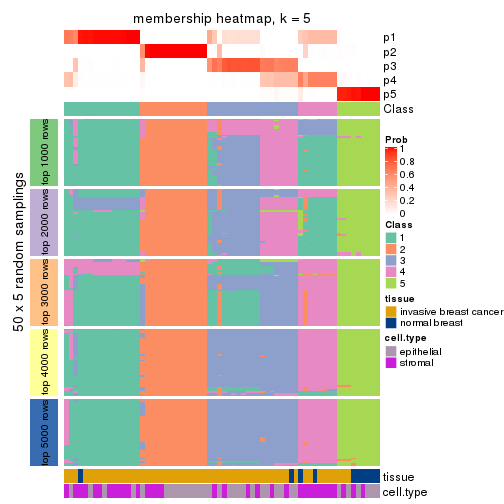 membership heatmap, k = 5
p1
p2
p3
p4
p5
Class
50 x 5 random samplings
top 1000 rows
top 2000 rows
top 3000 rows
top 4000 rows
top 5000 rows
tissue
cell.type
Prob
1
0.8
0.6
0.4
0.2
0
Class
1
2
3
4
5
tissue
invasive breast cancer
normal breast
cell.type
epithelial
stromal